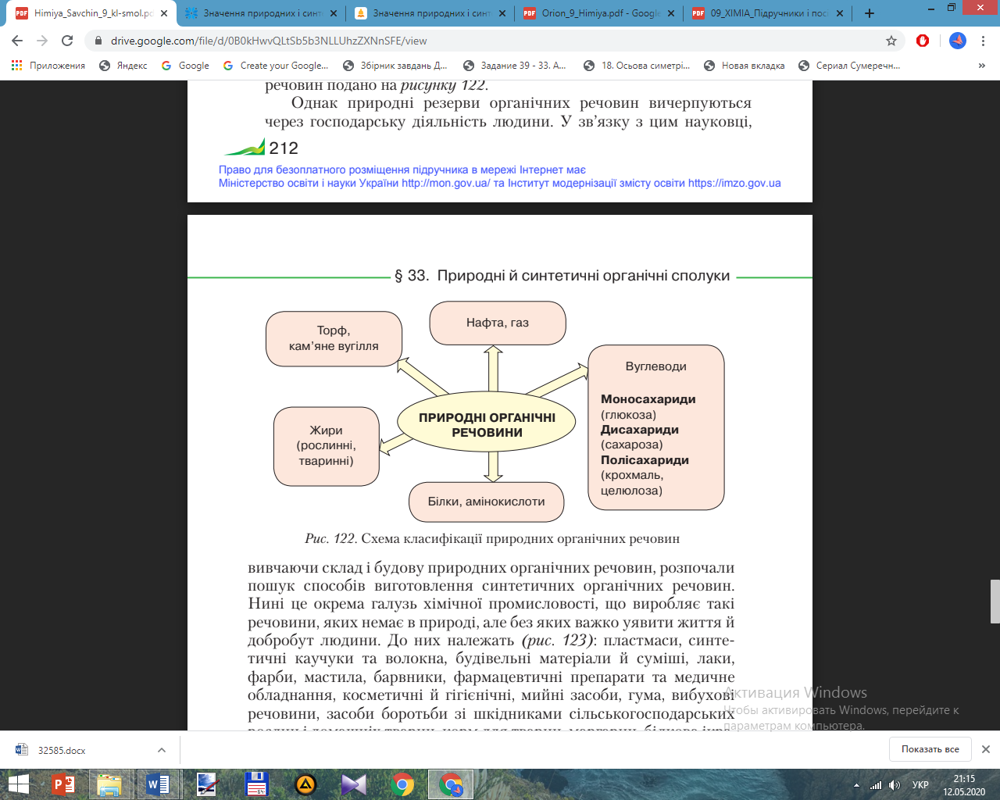 Himiya_Savchin_9_kl-smol.pd
Значення природних і синт
Значення природних і синт
Orion_9_Himiya.pdf - Google
09_ХІМІЯ_Підручники і посі
drive.google.com/file/d/0B0kHwvQLtSb5b3NLLUhzZXNnSFE/view
Приложения
Яндекс
Google
Create your Google...
Збірник завдань Д...
Задание 39 - 33. А...
18. Осьова симетрі...
Новая вкладка
Сериал Сумеречн...
»
речовин подано на рисунку 122.
Однак природні резерви органічних речовин вичерпуються
через господарську діяльність людини. У зв’язку з цим науковці,
212
Право для безоплатного розміщення підручника в мережі Інтернет має
Міністерство освіти і науки України http://mon.gov.ua/ та Інститут модернізації змісту освіти https://imzo.gov.ua
§ 33. Природні й синтетичні органічні сполуки
Торф,
кам’яне вугілля
Нафта, газ
Вуглеводи
Моносахариди
(глюкоза)
Дисахариди
(сахароза)
Полісахариди
(крохмаль,
целюлоза)
ПРИРОДНІ ОРГАНІЧНІ
РЕЧОВИНИ
Жири
(рослинні,
тваринні)
Білки, амінокислоти
Рис. 122. Схема класифікації природних органічних речовин
вивчаючи склад і будову природних органічних речовин, розпочали
пошук способів виготовлення синтетичних органічних речовин.
Нині це окрема галузь хімічної промисловості, що виробляє такі
речовини, яких немає в природі, але без яких важко уявити життя й
добробут людини. До них належать (рис. 123): пластмаси, синте-
тичні каучуки та волокна, будівельні матеріали й суміші, лаки,
фарби, мастила, барвники, фармацевтичні препарати та медичне
обладнання, косметичні й гігієнічні, мийні засоби, гума, вибухові
речовини, засоби боротьби зі шкідниками сільськогосподарських
Активация Windows
Чтобы активировать Windows, перейдите к
параметрам компьютера.
32585.docx
Показать все
64
УКР
21:15
12.05.2020